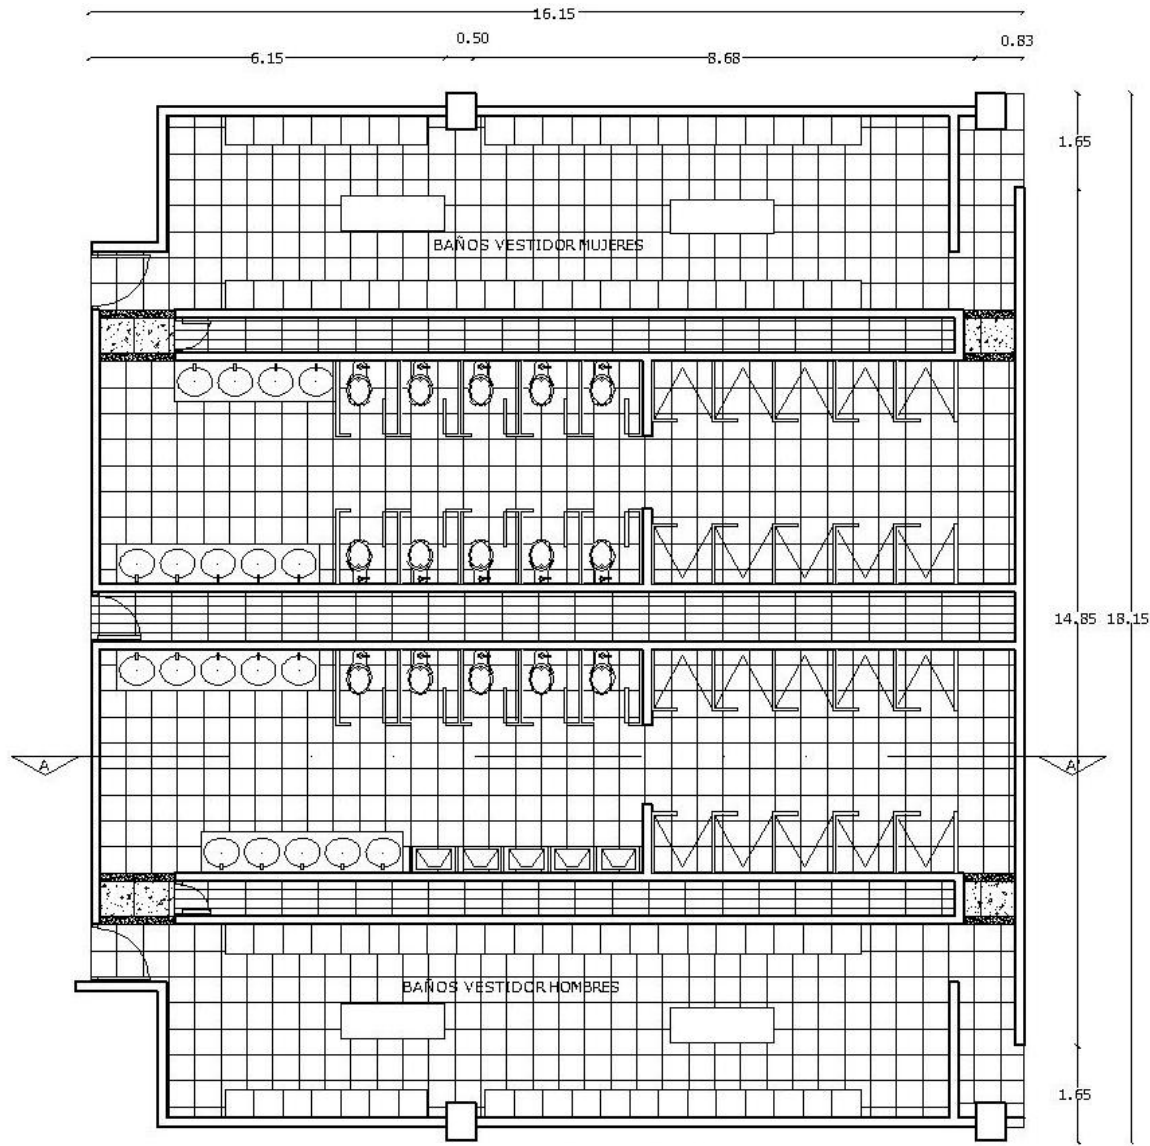 16.15
0.50
0.83
6.15
8.68
1.65
BAÑOS VESTIDOR MUJERES
14.85
18.15
A
A'
BAÑOS VESTIDOR HOMBRES
1.65